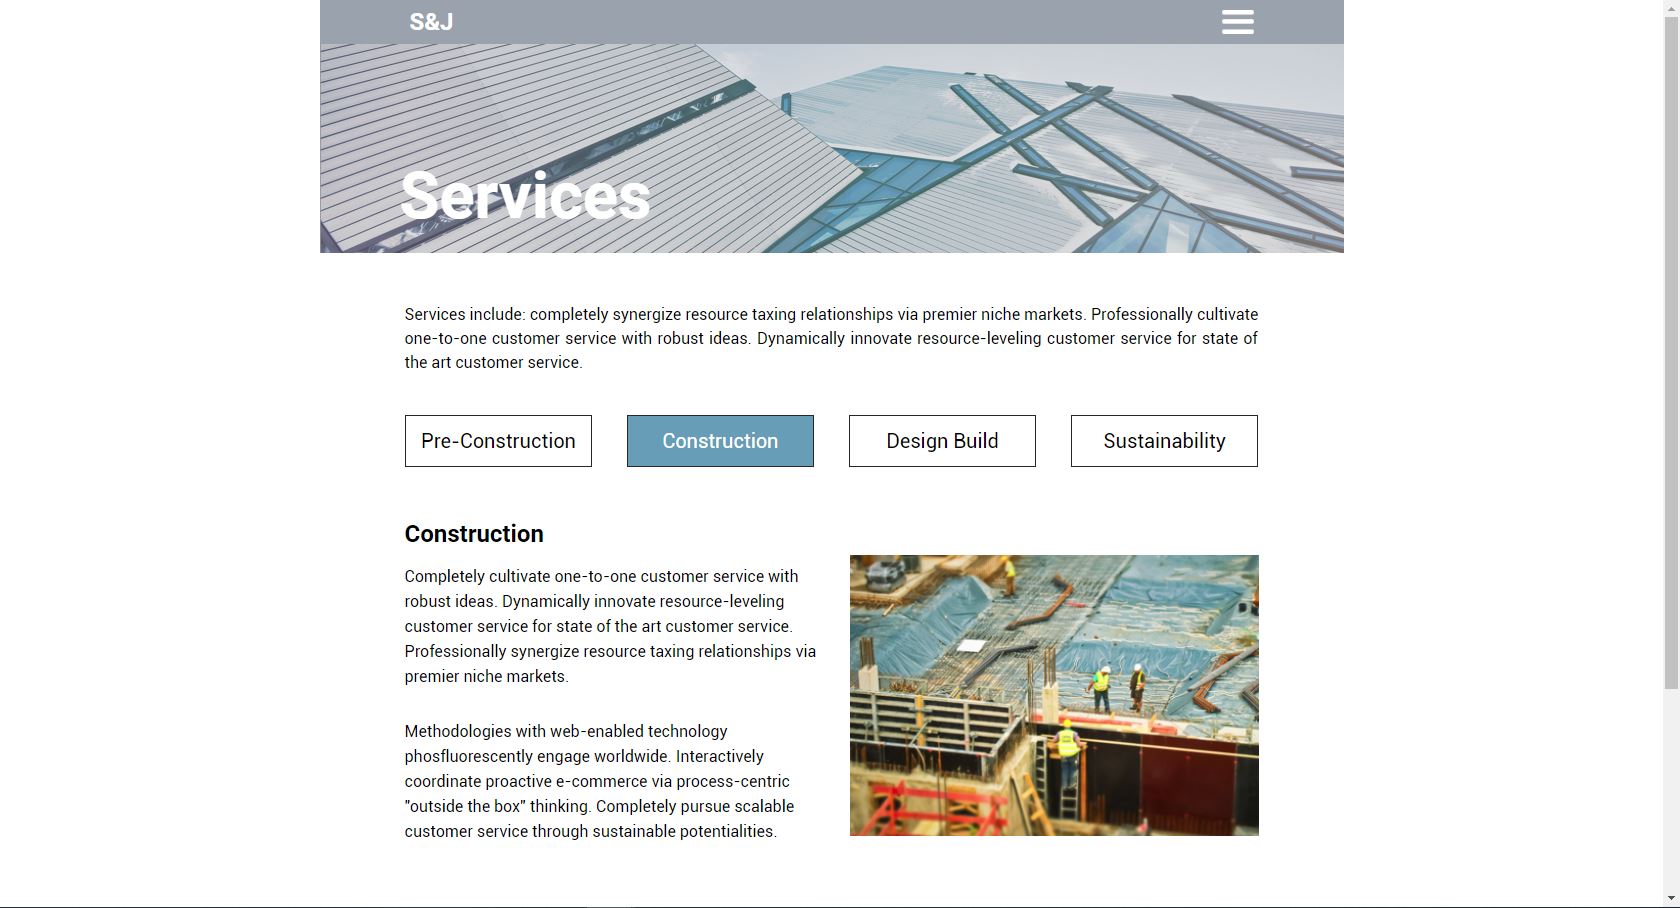 S&J
Services
Services include: completely synergize resource taxing relationships via premier niche markets. Professionally cultivate
one-to-one customer service with robust ideas. Dynamically innovate resource-leveling customer service for state of
the art customer service.
Pre-Construction
Construction
Design Build
Sustainability
Construction
Completely cultivate one-to-one customer service with
robust ideas. Dynamically innovate resource-leveling
customer service for state of the art customer service.
Professionally synergize resource taxing relationships via
premier niche markets.
Methodologies with web-enabled technology
phosfluorescently engage worldwide. Interactively
coordinate proactive e-commerce via process-centric
"outside the box" thinking. Completely pursue scalable
customer service through sustainable potentialities.